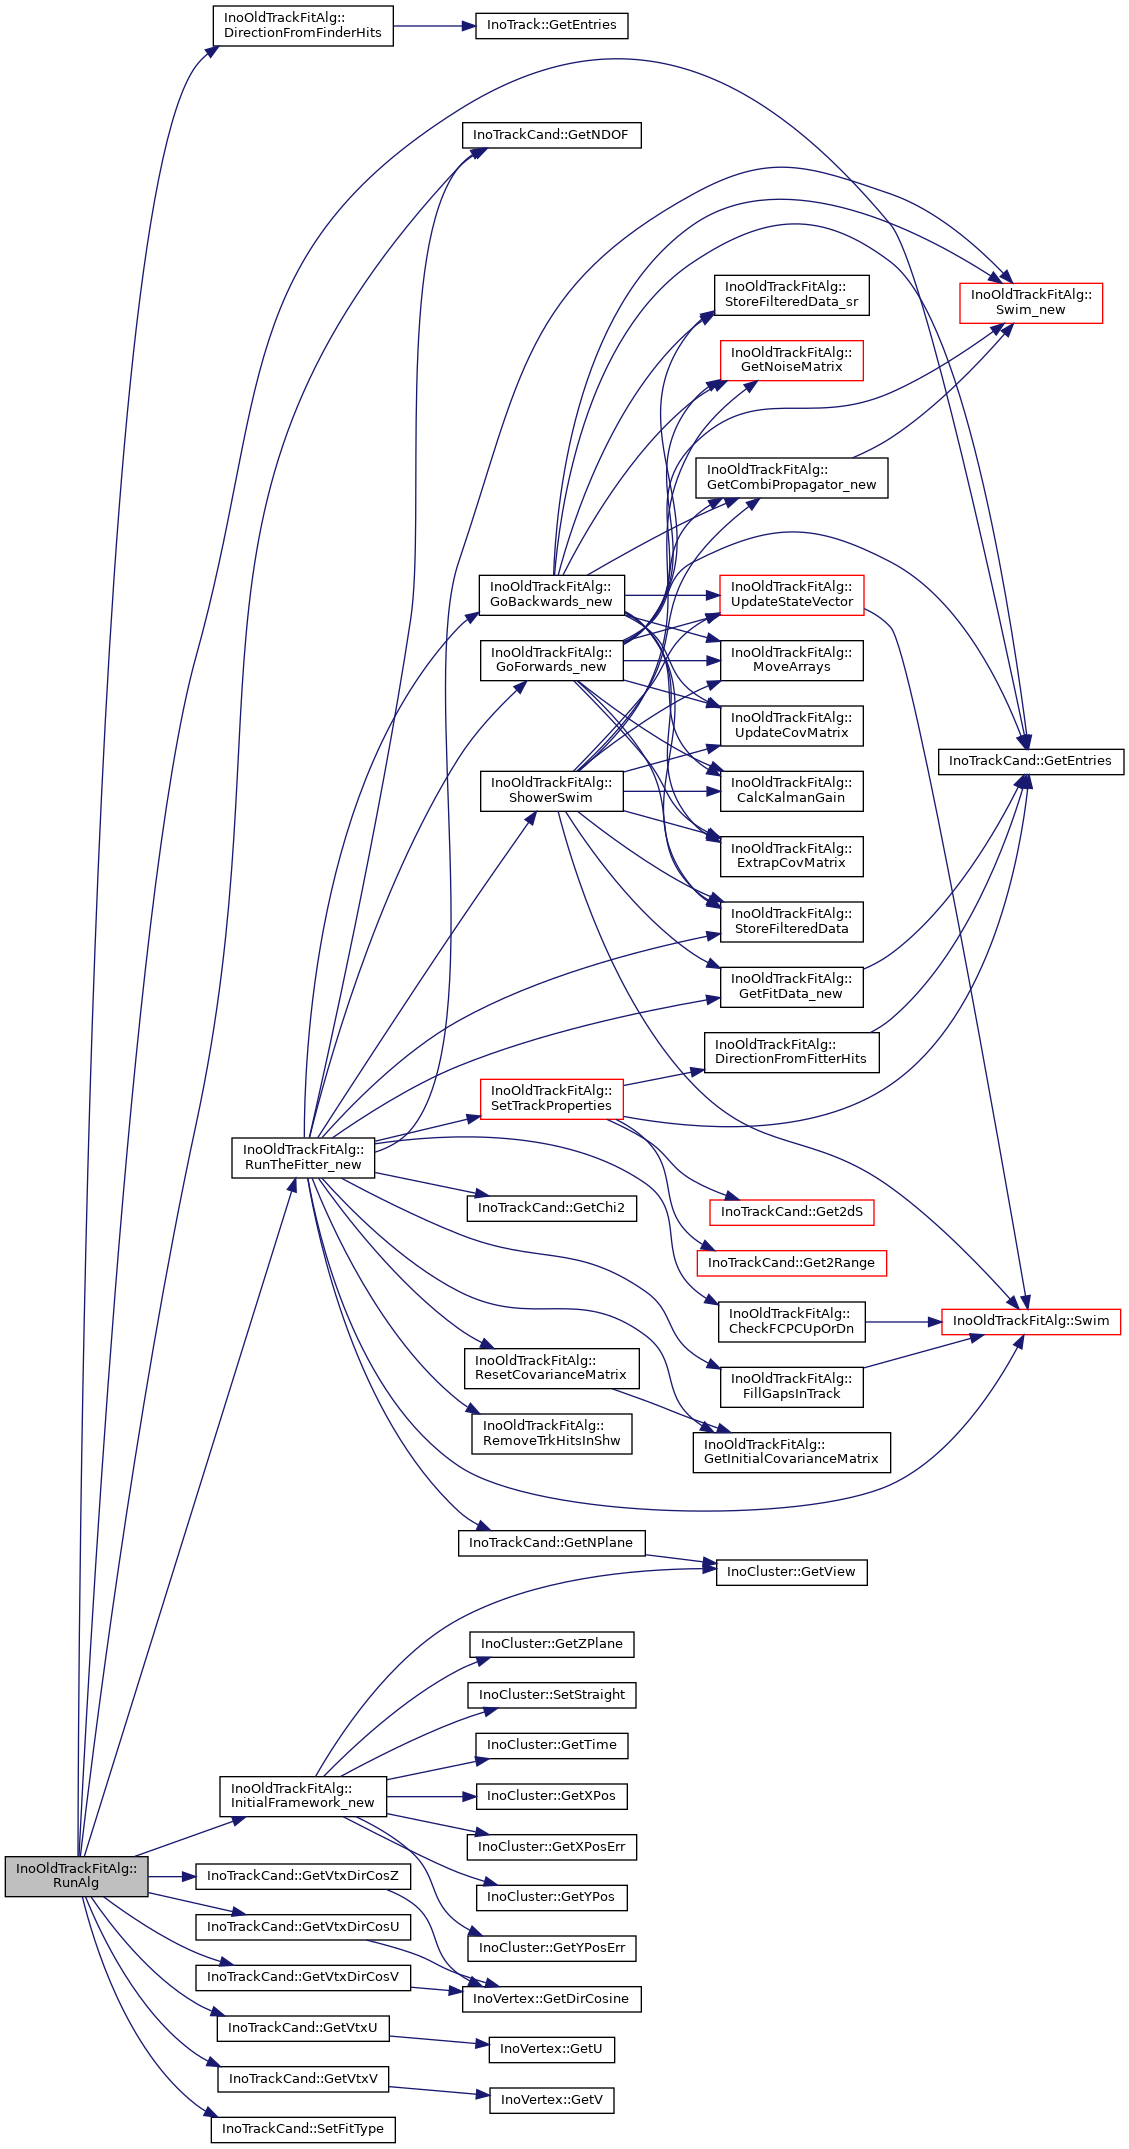 InoOldTrackFitAlg::
DirectionFromFinderHits
InoTrack::GetEntries
InoTrackCand::GetNDOF
InoOldTrackFitAlg::
StoreFilteredData_sr
InoOldTrackFitAlg::
Swim_new
InoOldTrackFitAlg::
GetNoiseMatrix
InoOldTrackFitAlg::
GetCombiPropagator_new
InoOldTrackFitAlg::
GoBackwards_new
InoOldTrackFitAlg::
UpdateStateVector
InoOldTrackFitAlg::
GoForwards_new
InoOldTrackFitAlg::
MoveArrays
InoOldTrackFitAlg::
UpdateCovMatrix
InoTrackCand::GetEntries
InoOldTrackFitAlg::
ShowerSwim
InoOldTrackFitAlg::
CalcKalmanGain
InoOldTrackFitAlg::
ExtrapCovMatrix
InoOldTrackFitAlg::
StoreFilteredData
InoOldTrackFitAlg::
GetFitData_new
InoOldTrackFitAlg::
DirectionFromFitterHits
InoOldTrackFitAlg::
SetTrackProperties
InoOldTrackFitAlg::
RunTheFitter_new
InoTrackCand::GetChi2
InoTrackCand::Get2dS
InoTrackCand::Get2Range
InoOldTrackFitAlg::
CheckFCPCUpOrDn
InoOldTrackFitAlg::Swim
InoOldTrackFitAlg::
ResetCovarianceMatrix
InoOldTrackFitAlg::
FillGapsInTrack
InoOldTrackFitAlg::
RemoveTrkHitsInShw
InoOldTrackFitAlg::
GetInitialCovarianceMatrix
InoTrackCand::GetNPlane
InoCluster::GetView
InoCluster::GetZPlane
InoCluster::SetStraight
InoCluster::GetTime
InoOldTrackFitAlg::
InitialFramework_new
InoCluster::GetXPos
InoCluster::GetXPosErr
InoOldTrackFitAlg::
RunAlg
InoTrackCand::GetVtxDirCosZ
InoCluster::GetYPos
InoTrackCand::GetVtxDirCosU
InoCluster::GetYPosErr
InoTrackCand::GetVtxDirCosV
InoVertex::GetDirCosine
InoTrackCand::GetVtxU
InoVertex::GetU
InoTrackCand::GetVtxV
InoVertex::GetV
InoTrackCand::SetFitType